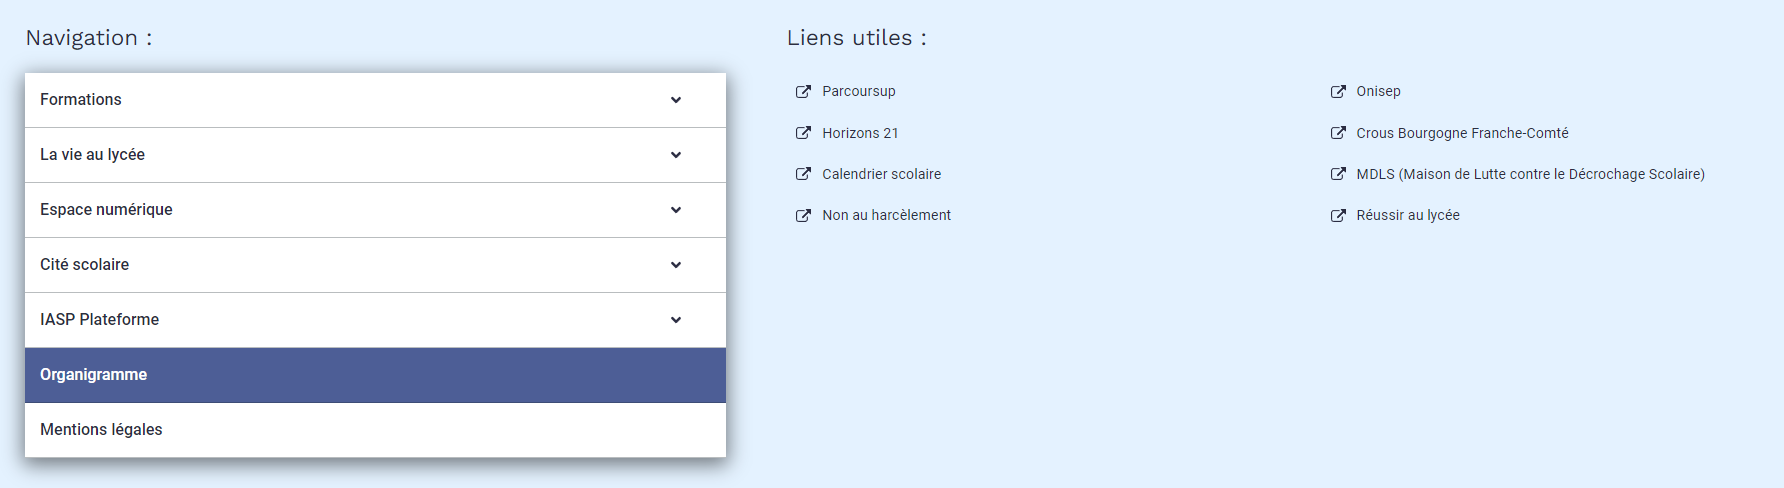 Navigation :
Formations
La vie au lycée
Espace numérique
Cité scolaire
IASP Plateforme
Organigramme
Mentions légales
Liens utiles :
Parcoursup
Horizons 21
Calendrier scolaire
Non au harcèlement
Onisep
Crous Bourgogne Franche-Comté
MDLS (Maison de Lutte contre le Décrochage Scolaire)
Réussir au lycée